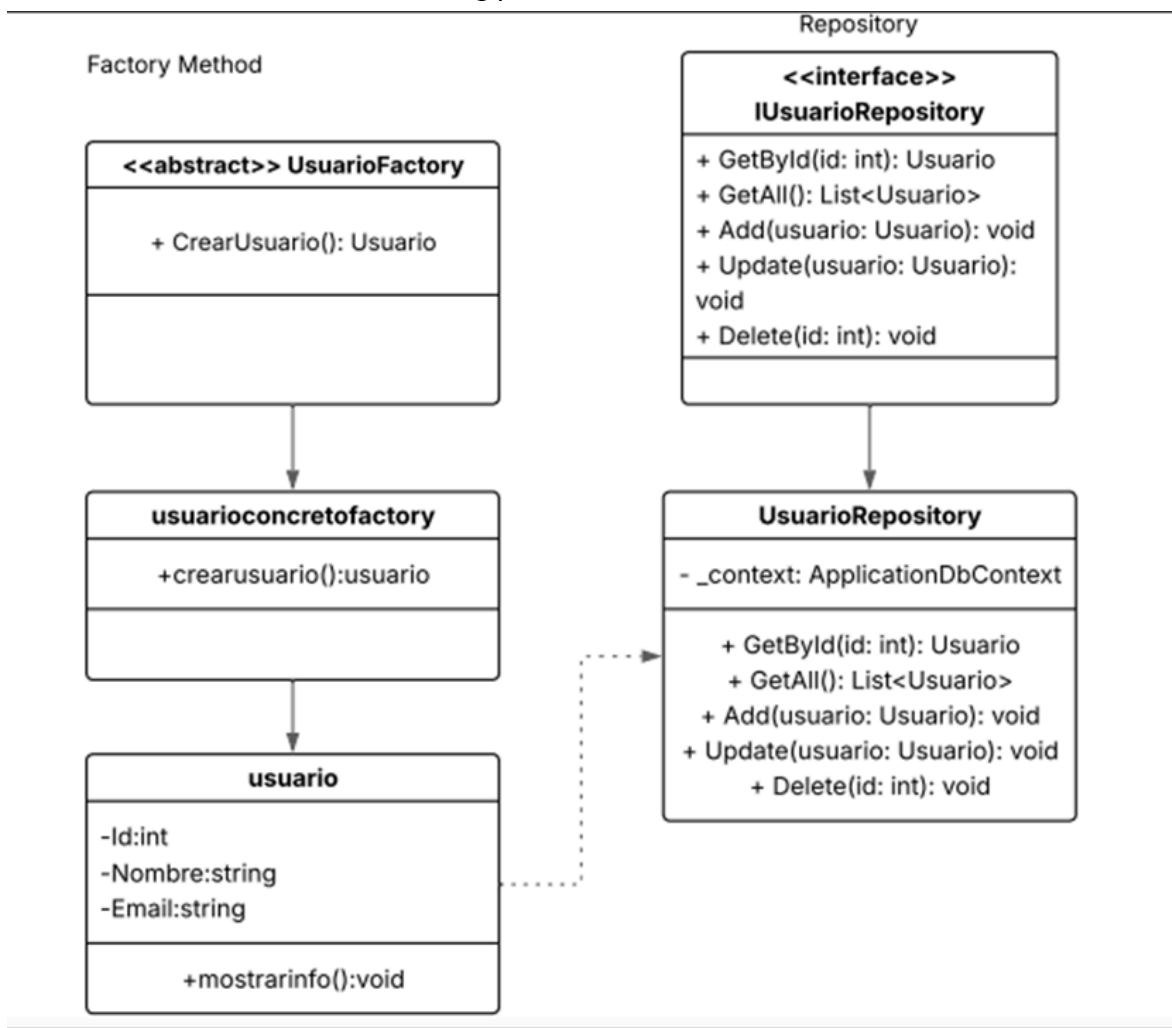 Factory Method
<<abstract>> UsuarioFactory
+ CrearUsuario(): Usuario
usuarioconcretofactory
+crearusuario():usuario
usuario
-Id:int
-Nombre:string
-Email:string
+mostrarinfo():void
Repository
<<interface>>
IUsuarioRepository
+ GetById(id: int): Usuario
+ GetAll(): List<Usuario>
+ Add(usuario: Usuario): void
+ Update(usuario: Usuario):
void
+ Delete(id: int): void
UsuarioRepository
- _context: ApplicationDbContext
+ GetById(id: int): Usuario
+ GetAll(): List<Usuario>
+ Add(usuario: Usuario): void
+ Update(usuario: Usuario): void
+ Delete(id: int): void